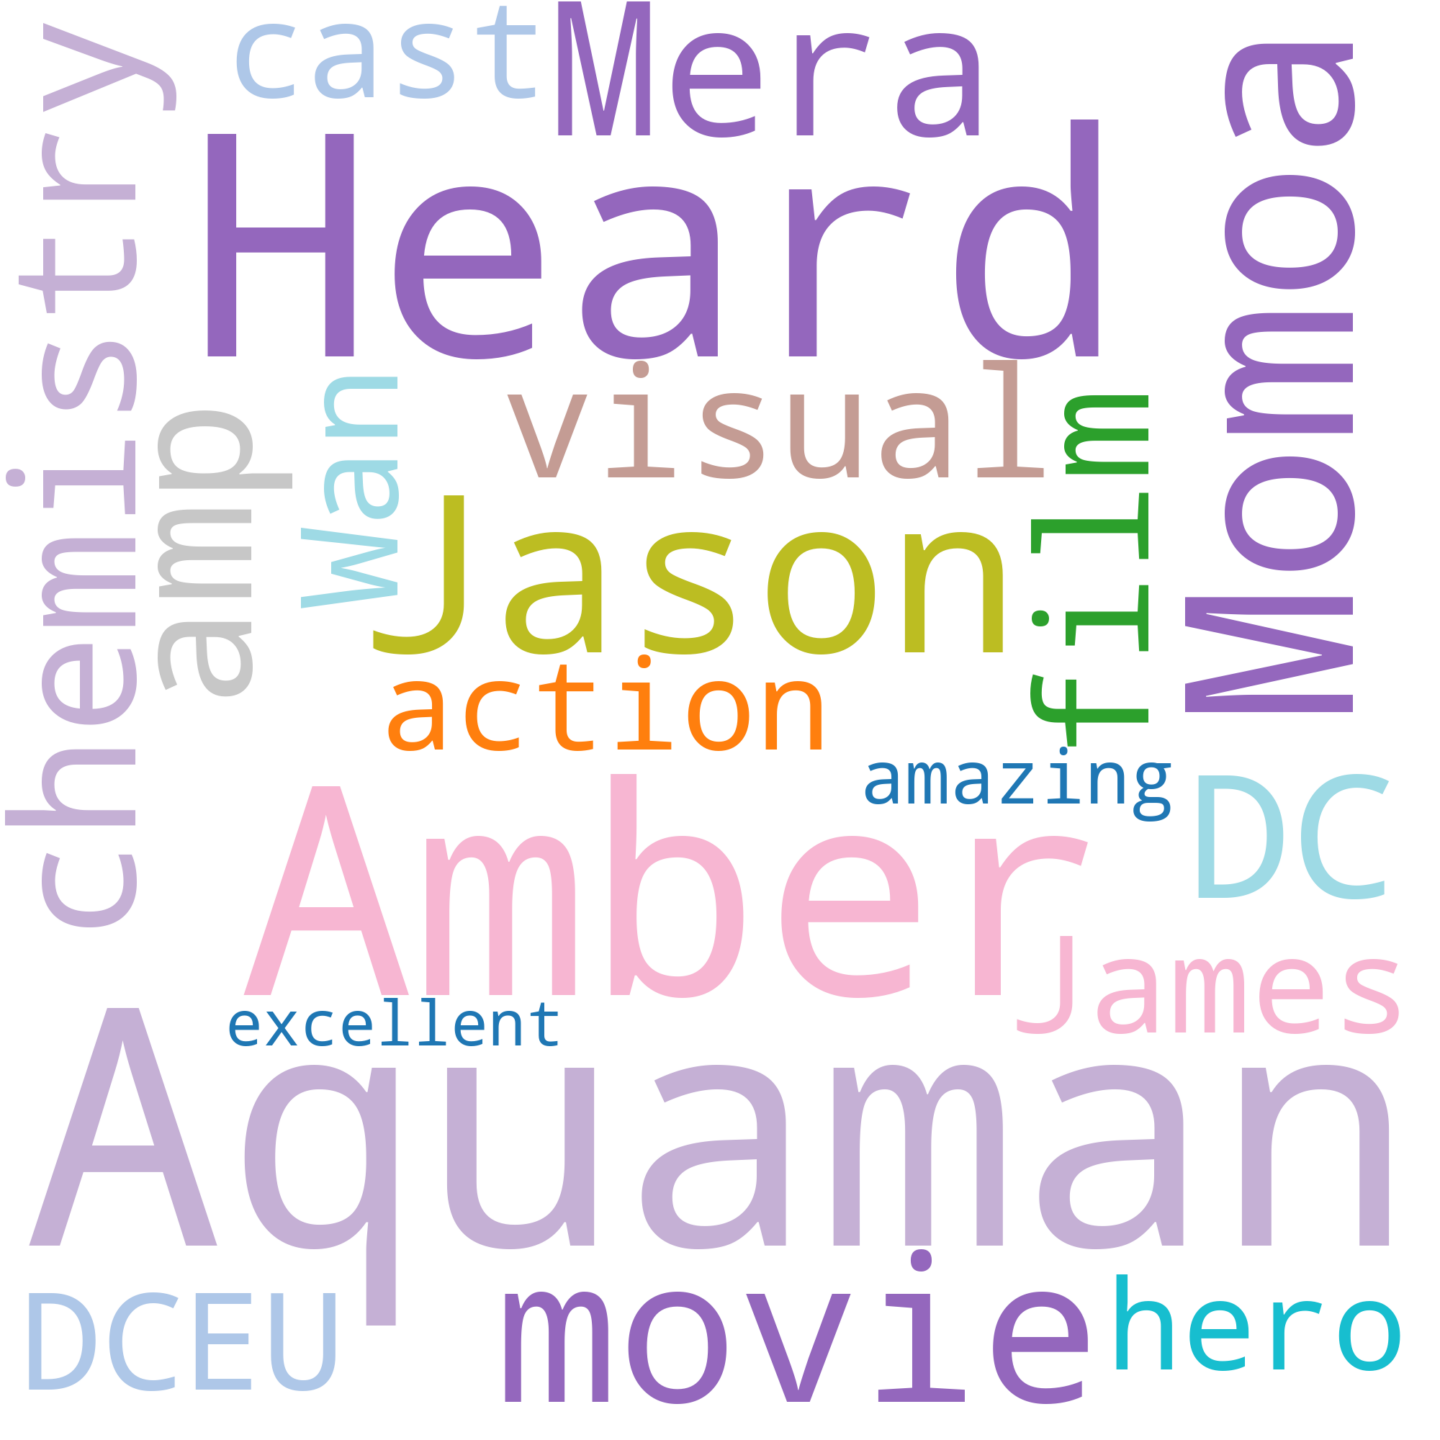 cast
Mera
Heard
Momoa
chemistry
visual
Wan
film
amp
Jason
action
amazing
Amber
DC
James
excellent
Aquaman
DCEU
movie
hero